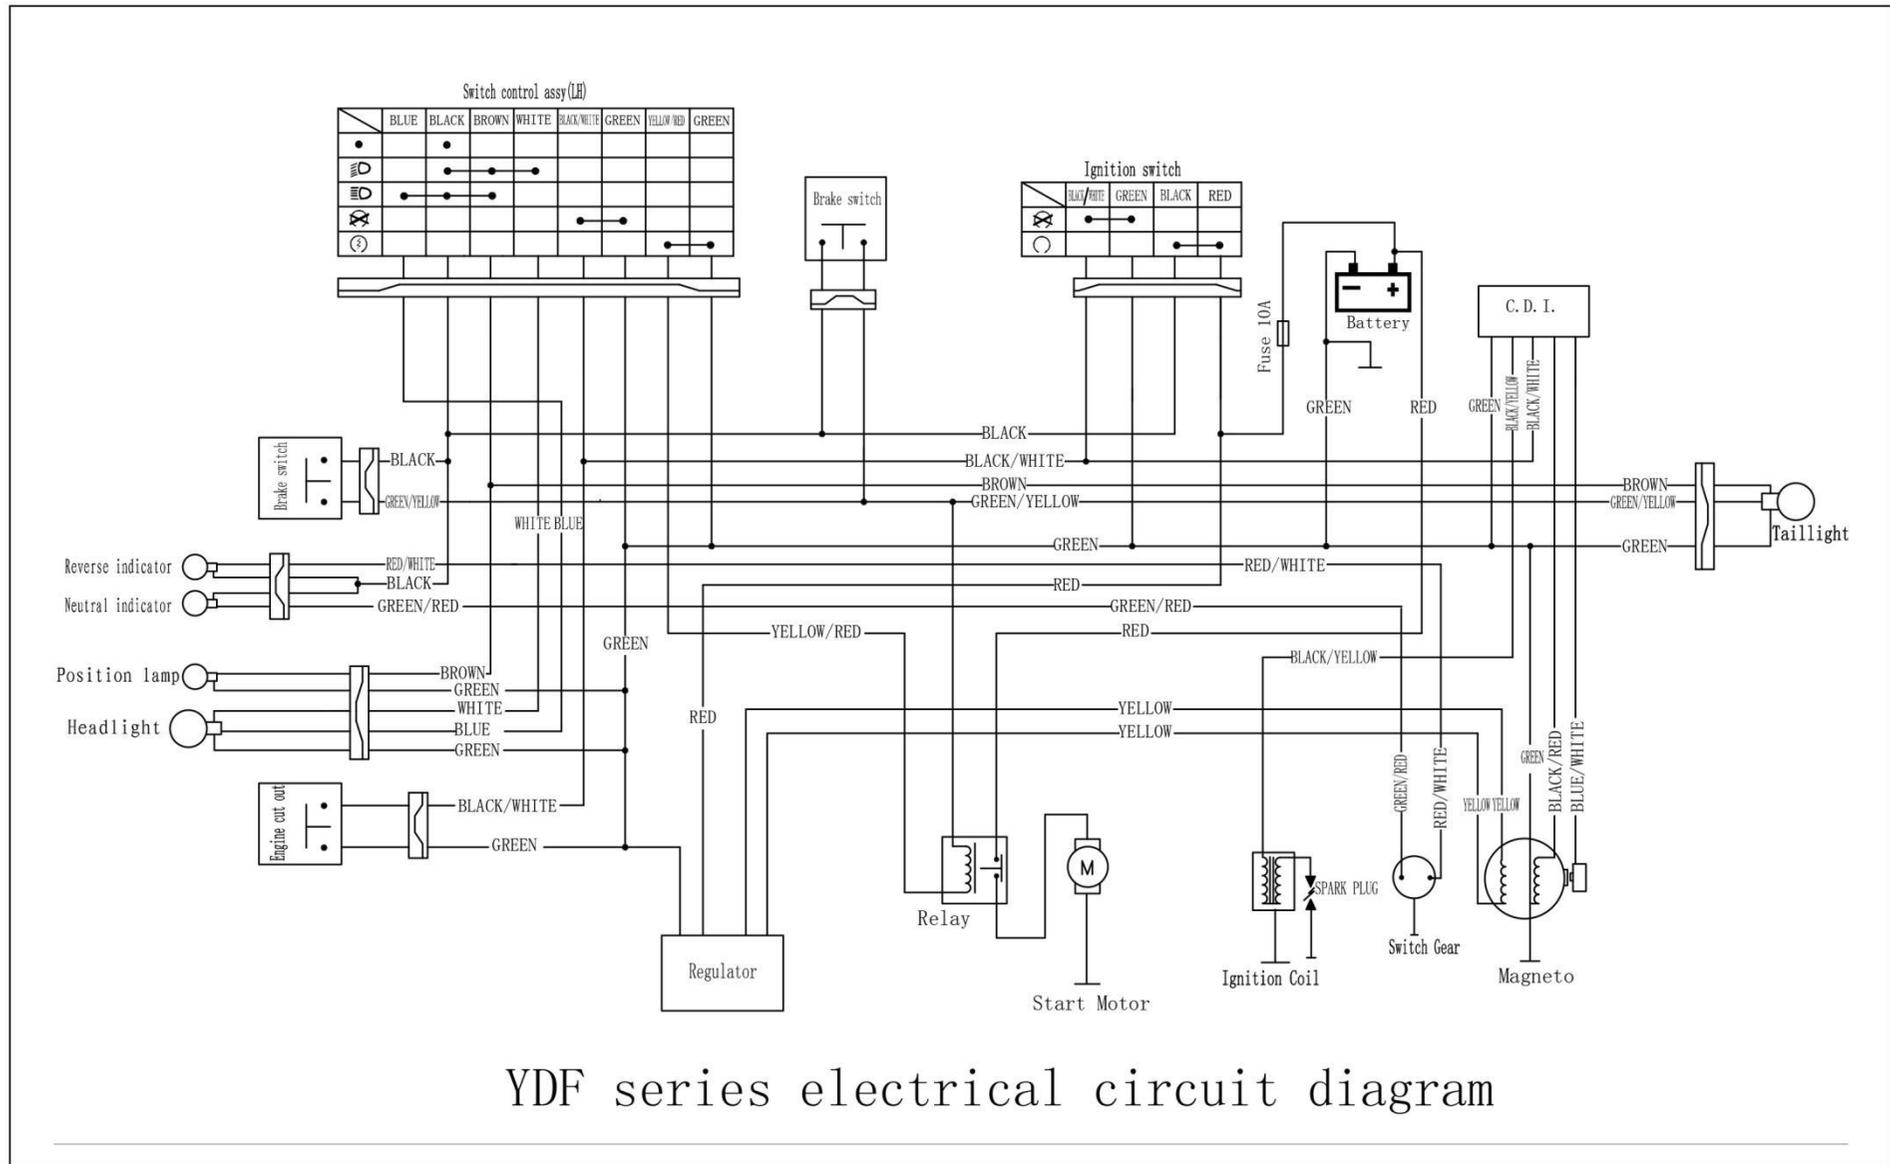 Switch control assy(LH)
BLUE BLACK BROWN WHITE BLACK/WHITE GREEN YELLOW/RED GREEN
Brake switch
Ignition switch
BLACK/WHITE GREEN BLACK RED
Fuse 10A
Battery
C.D.I.
GREEN RED GREEN BLACK/YELLOW BLACK/WHITE
BLACK
Brake switch
BLACK
BLACK/WHITE
BROWN BROWN
GREEN/YELLOW GREEN/YELLOW GREEN/YELLOW
WHITE BLUE
Taillight
GREEN GREEN
Reverse indicator RED/WHITE RED/WHITE
BLACK RED
Neutral indicator GREEN/RED GREEN/RED
YELLOW/RED RED
GREEN
BLACK/YELLOW
Position lamp BROWN
GREEN
WHITE YELLOW
RED
Headlight BLUE YELLOW
GREEN
GREEN BLACK/RED BLUE/WHITE
GREEN/RED RED/WHITE YELLOW YELLOW
Engine cut out
BLACK/WHITE
GREEN
M
SPARK PLUG
Relay
Switch Gear
Regulator
Ignition Coil
Magneto
Start Motor
YDF series electrical circuit diagram